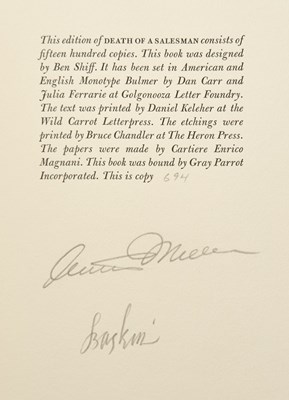 This edition of DEATH OF A SALESMAN consists of
fifteen hundred copies. This book was designed
by Ben Shiff. It has been set in American and
English Monotype Bulmer by Dan Carr and
Julia Ferrarie at Golgonooza Letter Foundry.
The text was printed by Daniel Keleher at the
Wild Carrot Letterpress. The etchings were
printed by Bruce Chandler at The Heron Press.
The papers were made by Cartiere Enrico
Magnani. This book was bound by Gray Parrot
Incorporated. This is copy 694
Arthur Miller
Baskin